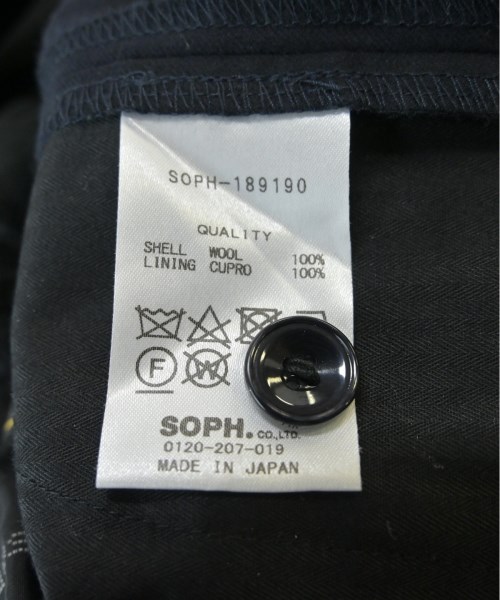 SOPH-189190
QUALITY
SHELL WOOL 100%
LINING CUPRO 100%
F W
SOPH. CO.,LTD.
0120-207-019
MADE IN JAPAN